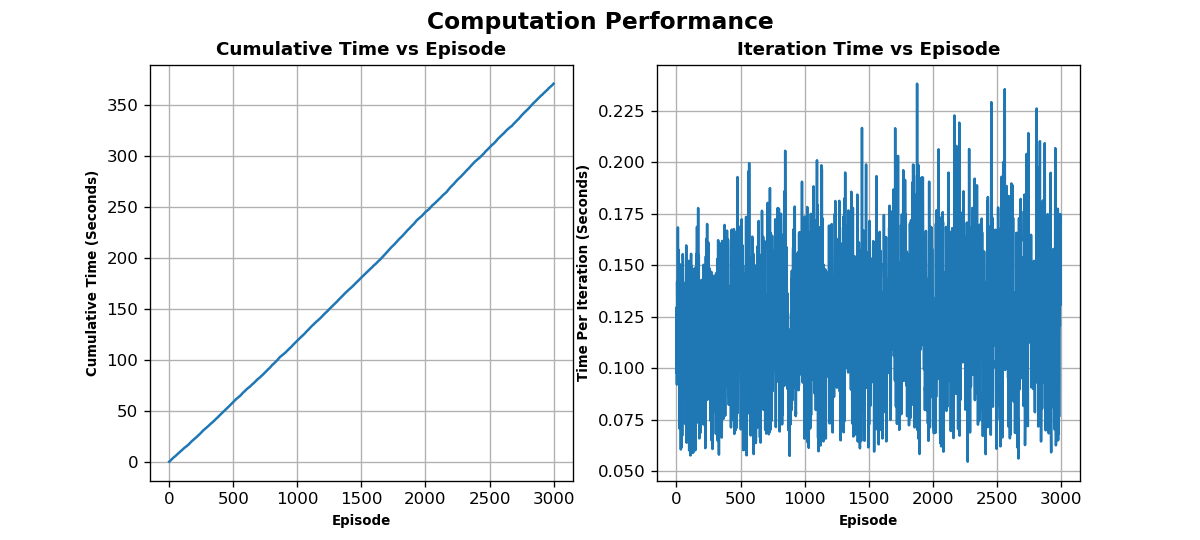 Computation Performance
Cumulative Time vs Episode
Cumulative Time (Seconds)
350
300
250
200
150
100
50
0
0 500 1000 1500 2000 2500 3000
Episode
Iteration Time vs Episode
Time Per Iteration (Seconds)
0.225
0.200
0.175
0.150
0.125
0.100
0.075
0.050
0 500 1000 1500 2000 2500 3000
Episode